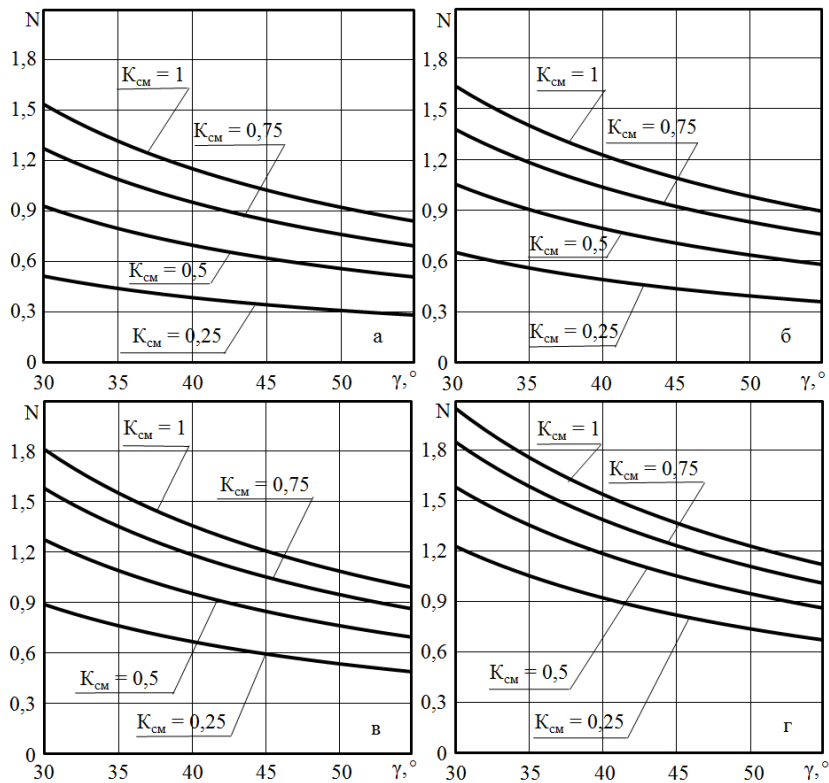 N
1,8
1,5
1,2
0,9
0,6
0,3
0
Kсм = 1
Kсм = 0,75
Kсм = 0,5
Kсм = 0,25
а
30 35 40 45 50 γ,°
N
1,8
1,5
1,2
0,9
0,6
0,3
0
Kсм = 1
Kсм = 0,75
Kсм = 0,5
Kсм = 0,25
б
30 35 40 45 50 γ,°
N
1,8
1,5
1,2
0,9
0,6
0,3
0
Kсм = 1
Kсм = 0,75
Kсм = 0,5
Kсм = 0,25
в
30 35 40 45 50 γ,°
N
1,8
1,5
1,2
0,9
0,6
0,3
0
Kсм = 1
Kсм = 0,75
Kсм = 0,5
Kсм = 0,25
г
30 35 40 45 50 γ,°